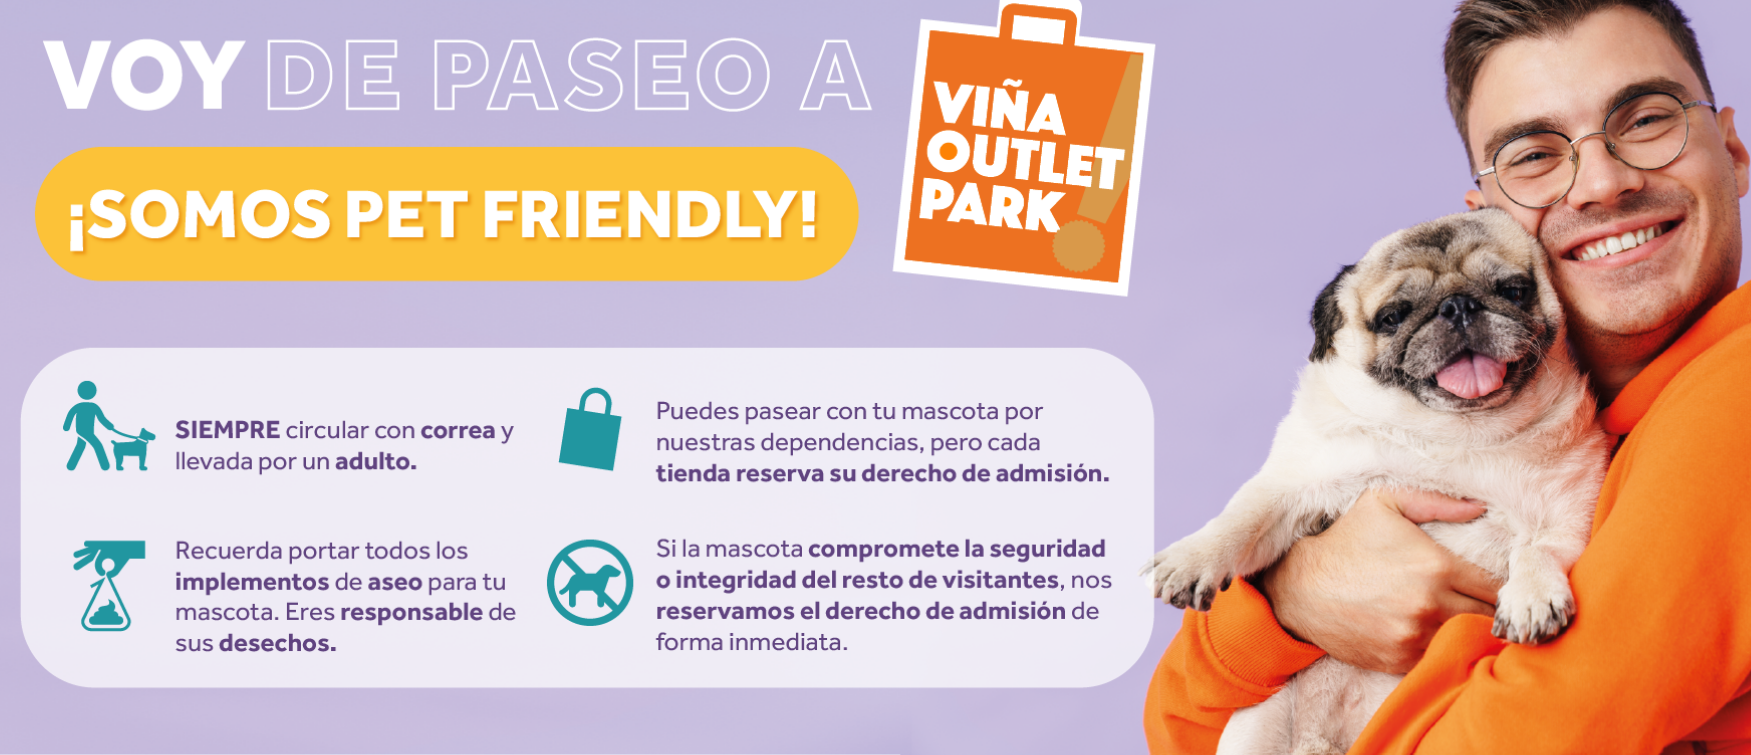 VOY DE PASEO A
VIÑA
OUTLET
PARK
¡SOMOS PET FRIENDLY!
SIEMPRE circular con correa y
llevada por un adulto.
Puedes pasear con tu mascota por
nuestras dependencias, pero cada
tienda reserva su derecho de admisión.
Recuerda portar todos los
implementos de aseo para tu
mascota. Eres responsable de
sus desechos.
Si la mascota compromete la seguridad
o integridad del resto de visitantes, nos
reservamos el derecho de admisión de
forma inmediata.